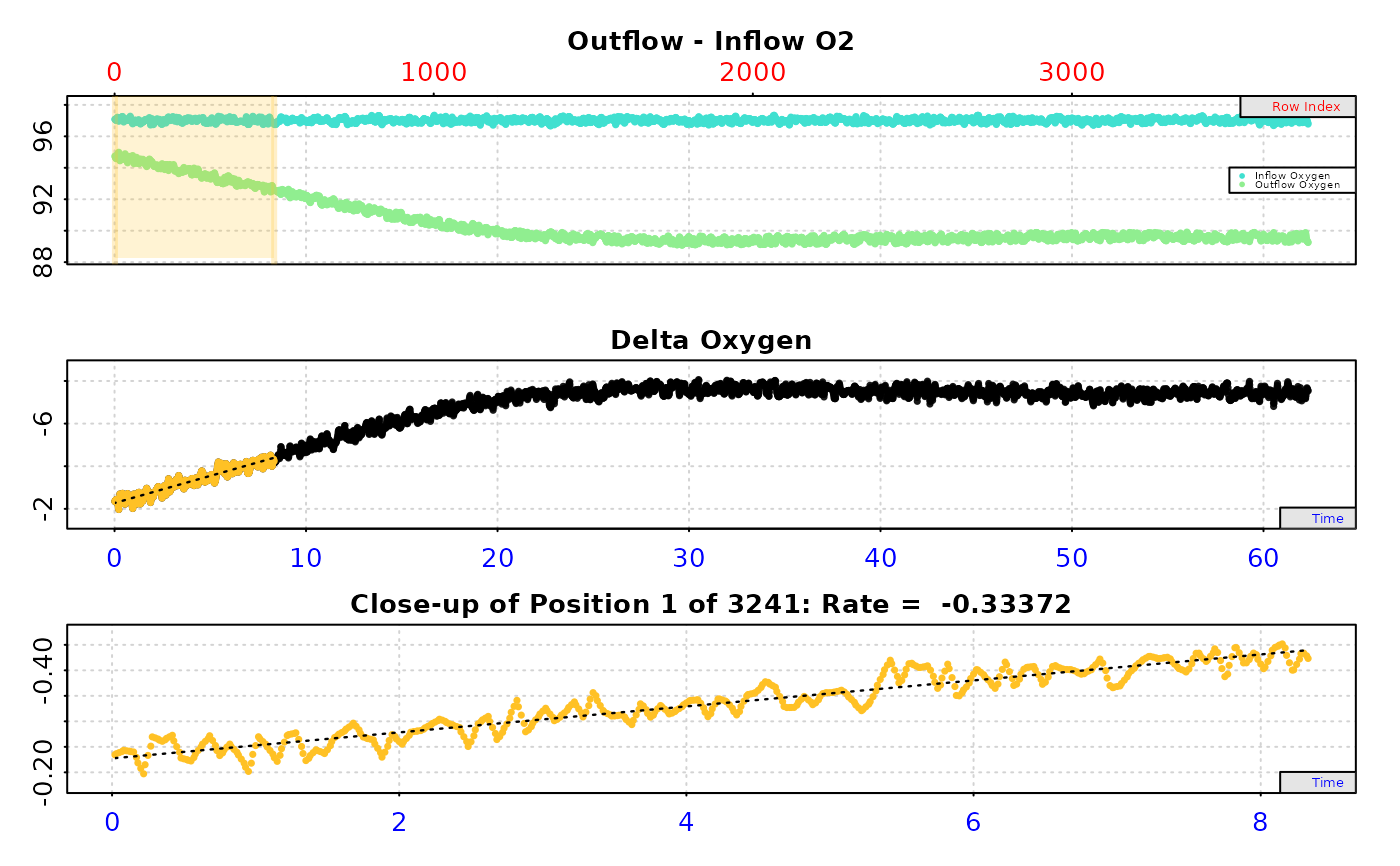 Outflow - Inflow O2
0 1000 2000 3000
Row Index
96
92
88
Inflow Oxygen
Outflow Oxygen
Delta Oxygen
-6
-2
Time
0 10 20 30 40 50 60
Close-up of Position 1 of 3241: Rate =  -0.33372
-0.40
-0.20
Time
0 2 4 6 8